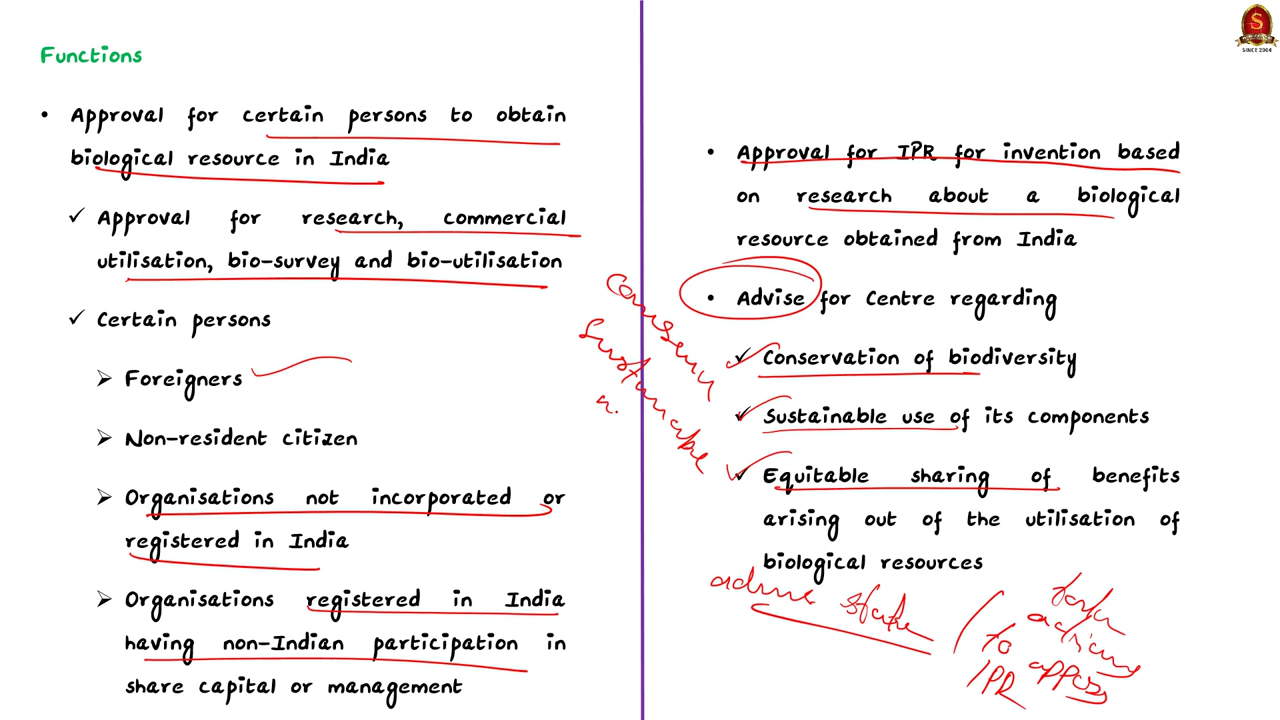 Functions
• Approval for certain persons to obtain
biological resource in India
✓ Approval for research, commercial
utilisation, bio-survey and bio-utilisation
✓ Certain persons
➤ Foreigners
➤ Non-resident citizen
➤ Organisations not incorporated or
registered in India
➤ Organisations registered in India
having non-Indian participation in
share capital or management
• Approval for IPR for invention based
on research about a biological
resource obtained from India
• Advise for Centre regarding
✓ Conservation of biodiversity
✓ Sustainable use of its components
✓ Equitable sharing of benefits
arising out of the utilisation of
biological resources
Sustainable
state
to
IPR
S
SINCE 2004